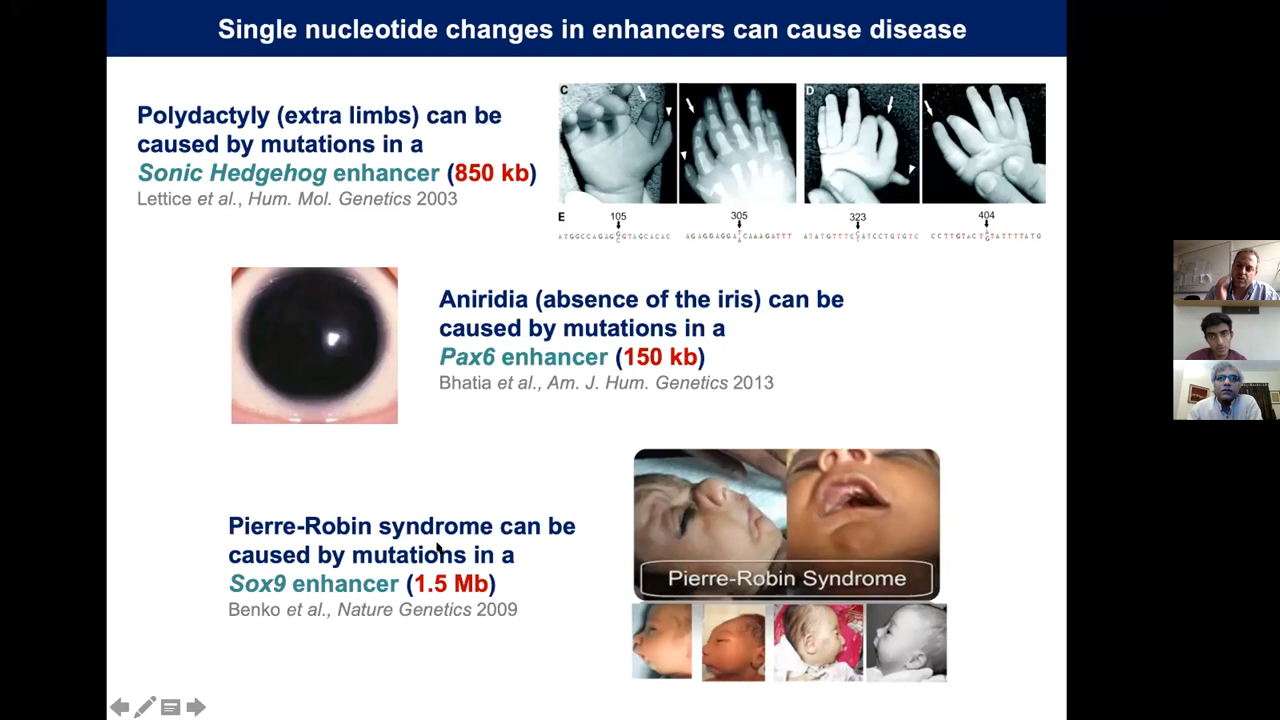 Single nucleotide changes in enhancers can cause disease
Polydactyly (extra limbs) can be
caused by mutations in a
Sonic Hedgehog enhancer (850 kb)
Lettice et al., Hum. Mol. Genetics 2003
C
D
E
105
305
323
404
Aniridia (absence of the iris) can be
caused by mutations in a
Pax6 enhancer (150 kb)
Bhatia et al., Am. J. Hum. Genetics 2013
Pierre-Robin syndrome can be
caused by mutations in a
Sox9 enhancer (1.5 Mb)
Benko et al., Nature Genetics 2009
Pierre-Robin Syndrome